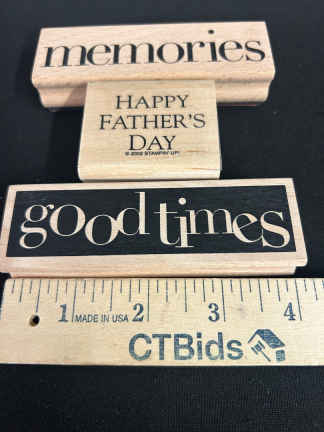 memories
HAPPY
FATHER'S
DAY
© 2002 STAMPIN' UP!
good times
1 MADE IN USA 2 3 4
CTBids